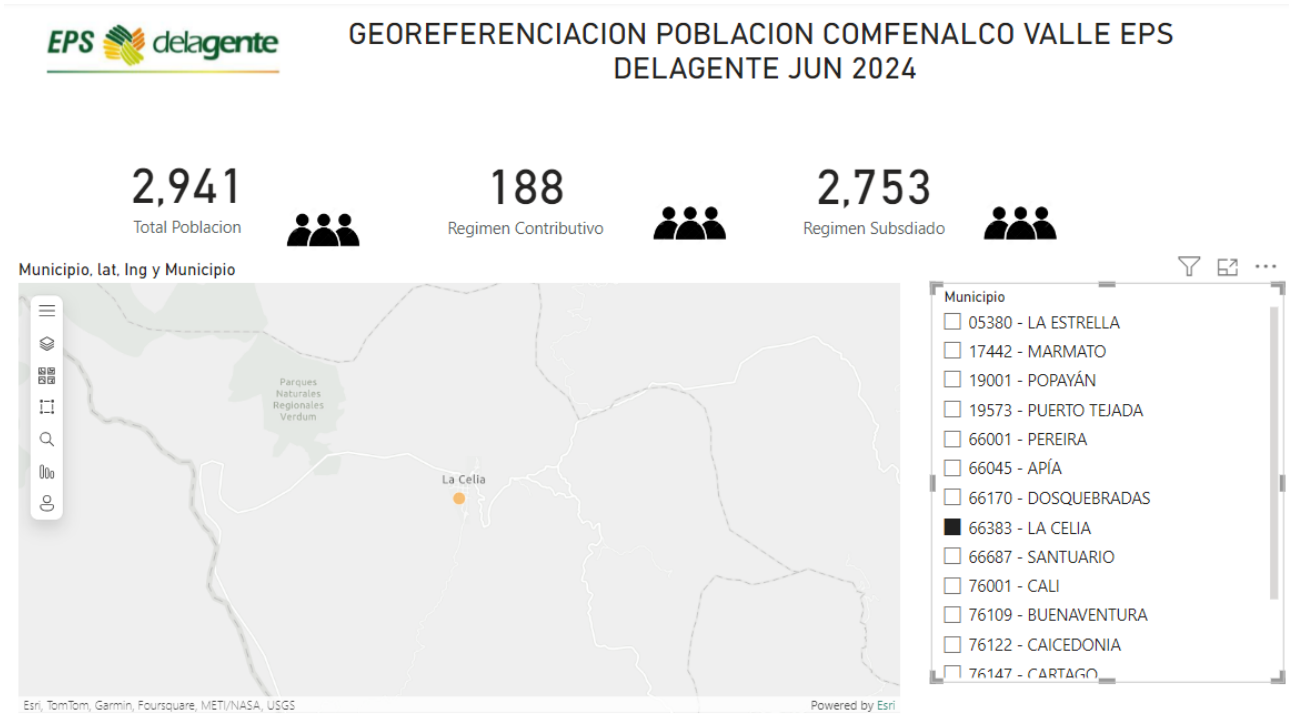 EPS delagente
GEOREFERENCIACION POBLACION COMFENALCO VALLE EPS
DELAGENTE JUN 2024
2,941
Total Poblacion
188
Regimen Contributivo
2,753
Regimen Subsdiado
Municipio, lat, lng y Municipio
Parques
Naturales
Regionales
Verdum
La Celia
Esri, TomTom, Garmin, Foursquare, METI/NASA, USGS
Powered by Esri
Municipio
05380 - LA ESTRELLA
17442 - MARMATO
19001 - POPAYÁN
19573 - PUERTO TEJADA
66001 - PEREIRA
66045 - APÍA
66170 - DOSQUEBRADAS
66383 - LA CELIA
66687 - SANTUARIO
76001 - CALI
76109 - BUENAVENTURA
76122 - CAICEDONIA
76147 - CARTAGO